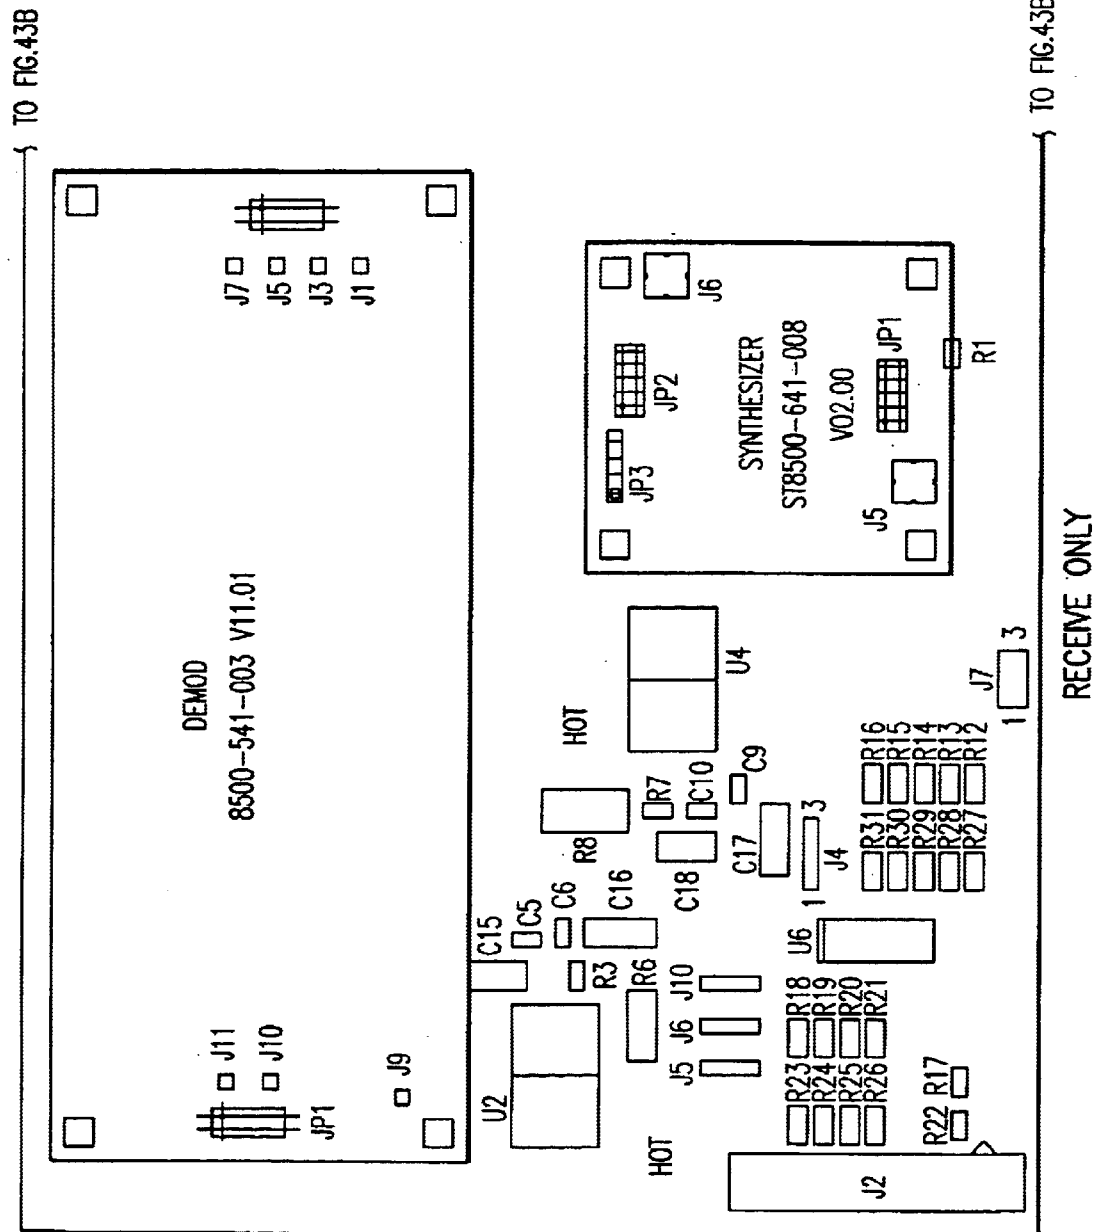 TO FIG.43B
TO FIG.43B
DEMOD
8500-541-003 V11.01
J7
J5
J3
J1
J11
J10
JP1
J9
SYNTHESIZER
ST8500-641-008
V02.00
J6
JP2
JP3
JP1
J5
R1
HOT
U4
R8
R7
C10
C9
C18
C17
C15
C5
C6
C16
R3
R6
U2
HOT
J10
J6
J5
1
J4
3
U6
R31
R16
R30
R15
R29
R14
R28
R13
R27
R12
1
J7
3
R23
R18
R24
R19
R25
R20
R26
R21
R22
R17
J2
RECEIVE ONLY